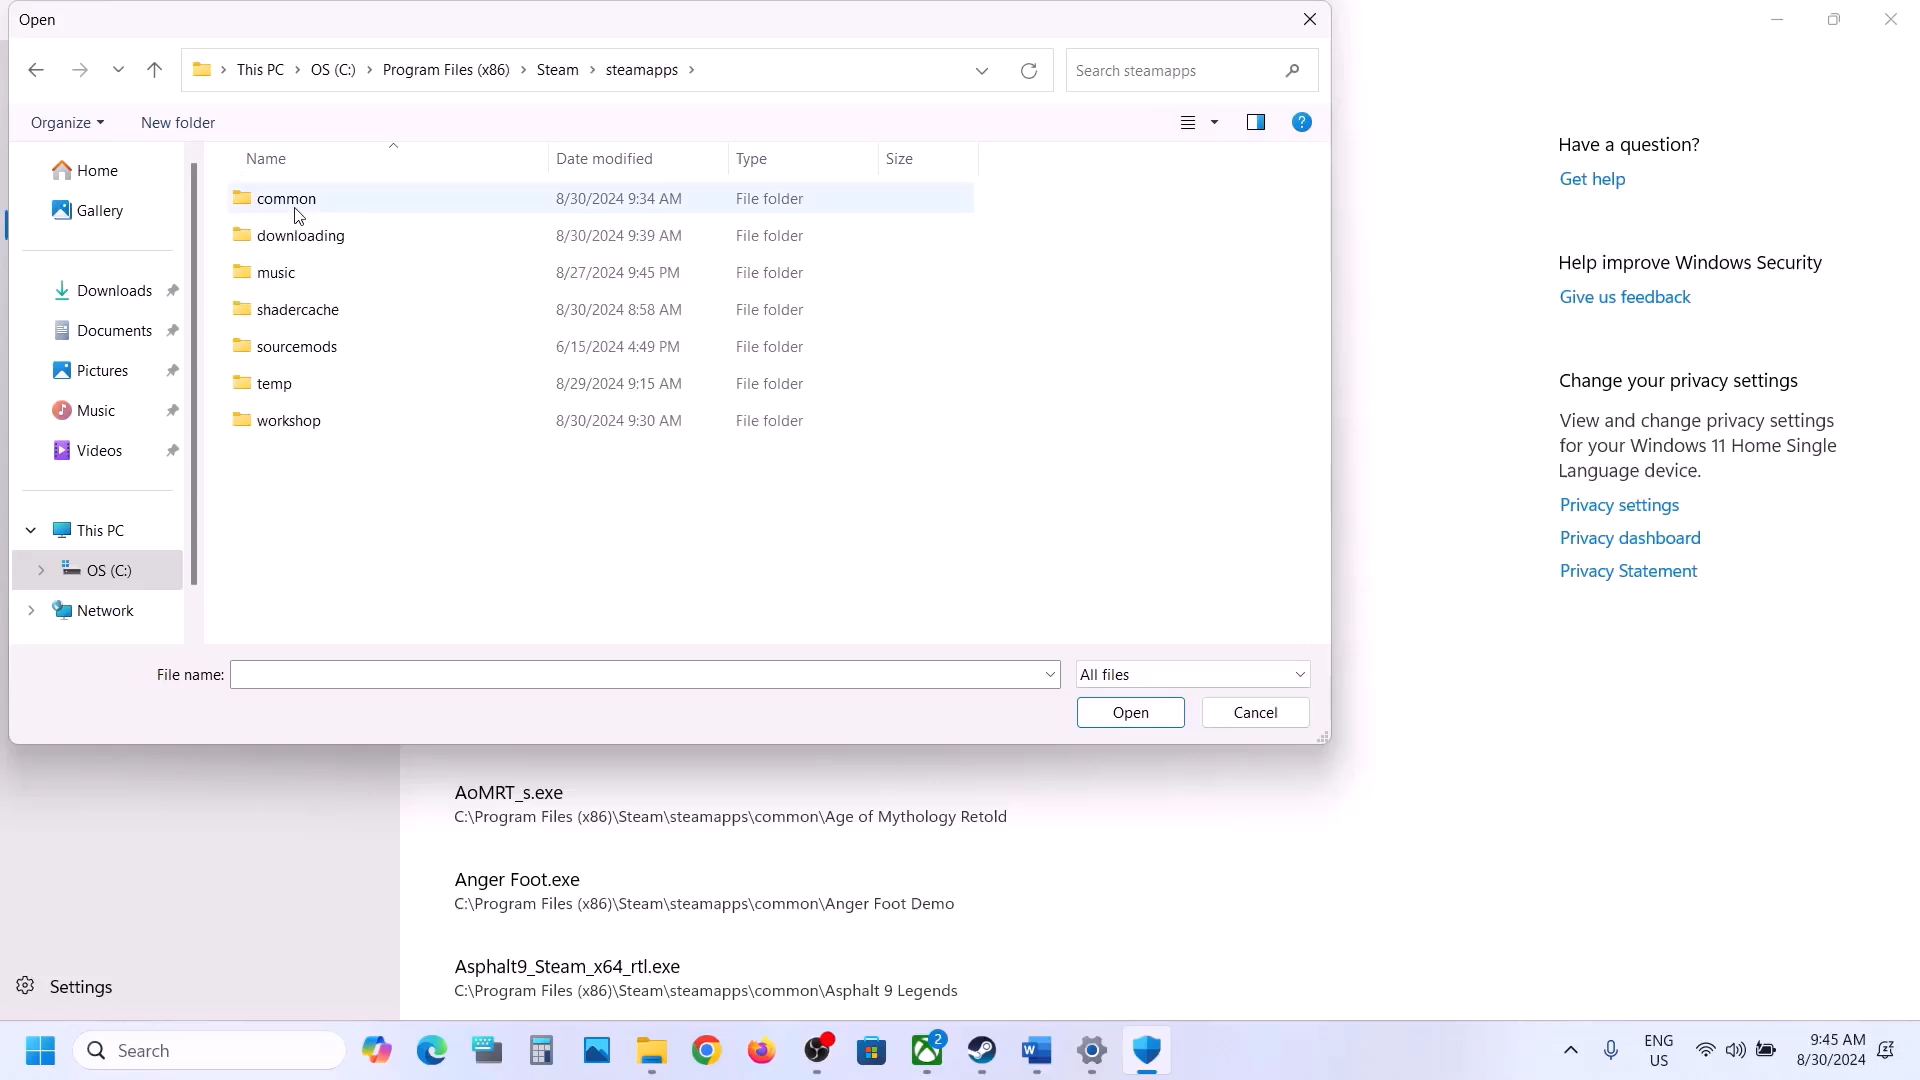 Open
This PC > OS (C:) > Program Files (x86) > Steam > steamapps >
Search steamapps
Organize
New folder
Name
Date modified
Type
Size
Home
Gallery
Downloads
Documents
Pictures
Music
Videos
This PC
OS (C:)
Network
common 8/30/2024 9:34 AM File folder
downloading 8/30/2024 9:39 AM File folder
music 8/27/2024 9:45 PM File folder
shadercache 8/30/2024 8:58 AM File folder
sourcemods 6/15/2024 4:49 PM File folder
temp 8/29/2024 9:15 AM File folder
workshop 8/30/2024 9:30 AM File folder
File name:
All files
Open
Cancel
Have a question?
Get help
Help improve Windows Security
Give us feedback
Change your privacy settings
View and change privacy settings
for your Windows 11 Home Single
Language device.
Privacy settings
Privacy dashboard
Privacy Statement
AoMRT_s.exe
C:\Program Files (x86)\Steam\steamapps\common\Age of Mythology Retold
Anger Foot.exe
C:\Program Files (x86)\Steam\steamapps\common\Anger Foot Demo
Asphalt9_Steam_x64_rtl.exe
C:\Program Files (x86)\Steam\steamapps\common\Asphalt 9 Legends
Settings
Search
2
ENG
US
9:45 AM
8/30/2024